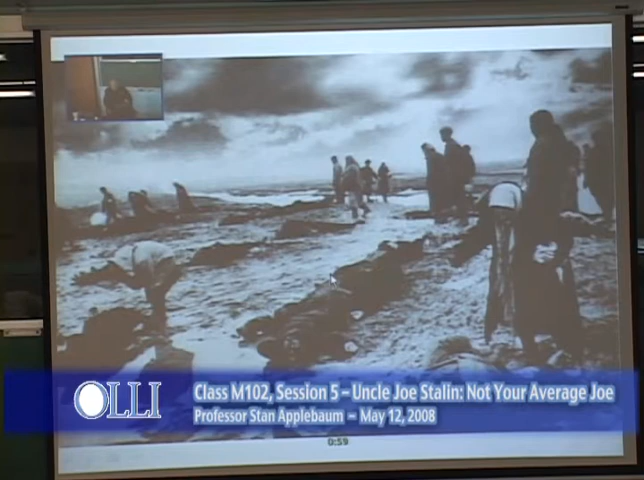 OLLI
Class M102, Session 5 – Uncle Joe Stalin: Not Your Average Joe
Professor Stan Applebaum – May 12, 2008
0:59